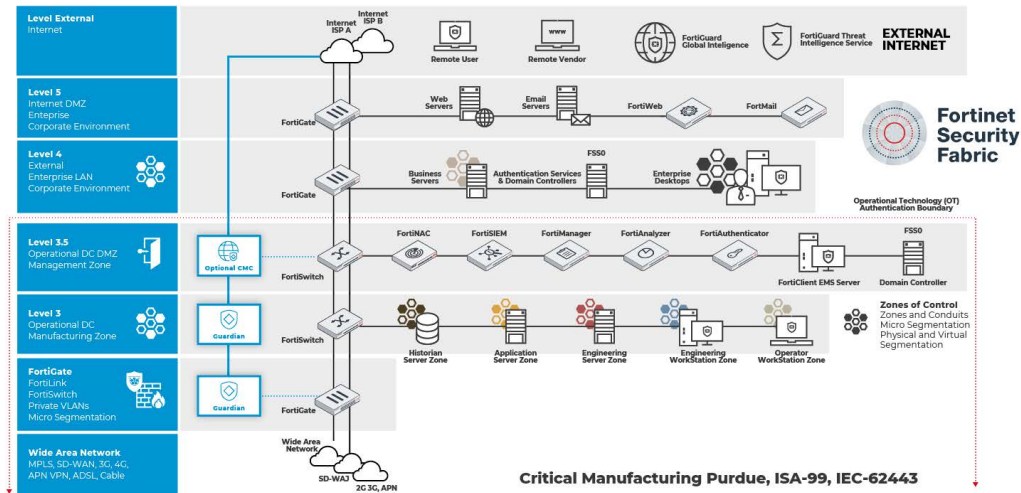 Level External
Internet
Internet
ISP B
Internet
ISP A
Remote User
www
Remote Vendor
FortiGuard
Global Inteligence
FortiGuard Threat
Intelligence Service
EXTERNAL
INTERNET
Level 5
Internet DMZ
Enteprise
Corporate Environment
FortiGate
Web
Servers
Email
Servers
FortiWeb
FortiMail
Fortinet
Security
Fabric
Level 4
External
Enterprise LAN
Corporate Environment
FortiGate
Business
Servers
Authentication Services
& Domain Controllers
FSS0
Enterprise
Desktops
Operational Technology (OT)
Authentication Boundary
Level 3.5
Operational DC DMZ
Management Zone
Optional CMC
FortiSwitch
FortiNAC
FortiSIEM
FortiManager
FortiAnalyzer
FortiAuthenticator
FortiClient EMS Server
FSS0
Domain Controller
Level 3
Operational DC
Manufacturing Zone
Guardian
FortiSwitch
Historian
Server Zone
Application
Server Zone
Engineering
Server Zone
Engineering
WorkStation Zone
Operator
WorkStation Zone
Zones of Control
Zones and Conduits
Micro Segmentation
Physical and Virtual
Segmentation
FortiGate
FortiLink
FortiSwitch
Private VLANs
Micro Segmentation
Guardian
FortiGate
Wide Area Network
MPLS, SD-WAN, 3G, 4G,
APN VPN, ADSL, Cable
Wide Area
Network
SD-WAJ
2G 3G, APN
Critical Manufacturing Purdue, ISA-99, IEC-62443